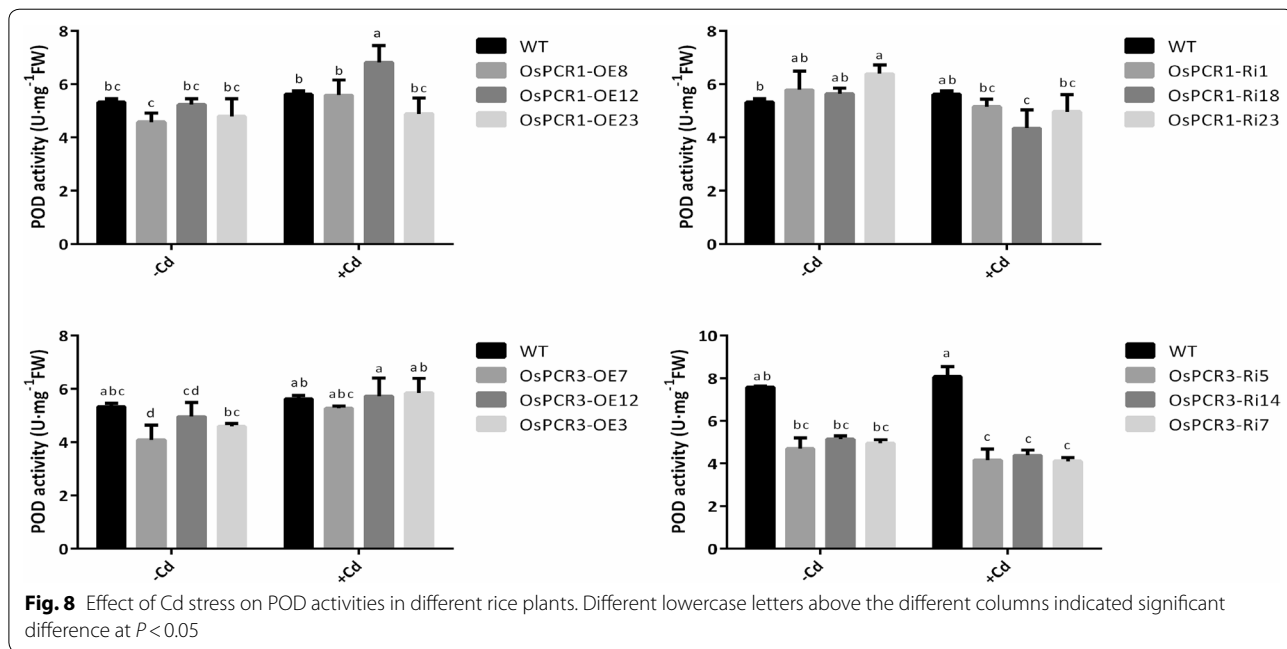 8
6
4
2
0
POD activity (U·mg⁻¹FW)
bc
c
bc
bc
b
b
a
bc
-Cd
+Cd
WT
OsPCR1-OE8
OsPCR1-OE12
OsPCR1-OE23
8
6
4
2
0
POD activity (U·mg⁻¹FW)
b
ab
ab
a
ab
bc
c
bc
-Cd
+Cd
WT
OsPCR1-Ri1
OsPCR1-Ri18
OsPCR1-Ri23
8
6
4
2
0
POD activity (U·mg⁻¹FW)
abc
d
cd
bc
ab
abc
a
ab
-Cd
+Cd
WT
OsPCR3-OE7
OsPCR3-OE12
OsPCR3-OE3
10
8
6
4
2
0
POD activity (U·mg⁻¹FW)
ab
bc
bc
bc
a
c
c
c
-Cd
+Cd
WT
OsPCR3-Ri5
OsPCR3-Ri14
OsPCR3-Ri7
Fig. 8 Effect of Cd stress on POD activities in different rice plants. Different lowercase letters above the different columns indicated significant
difference at P < 0.05